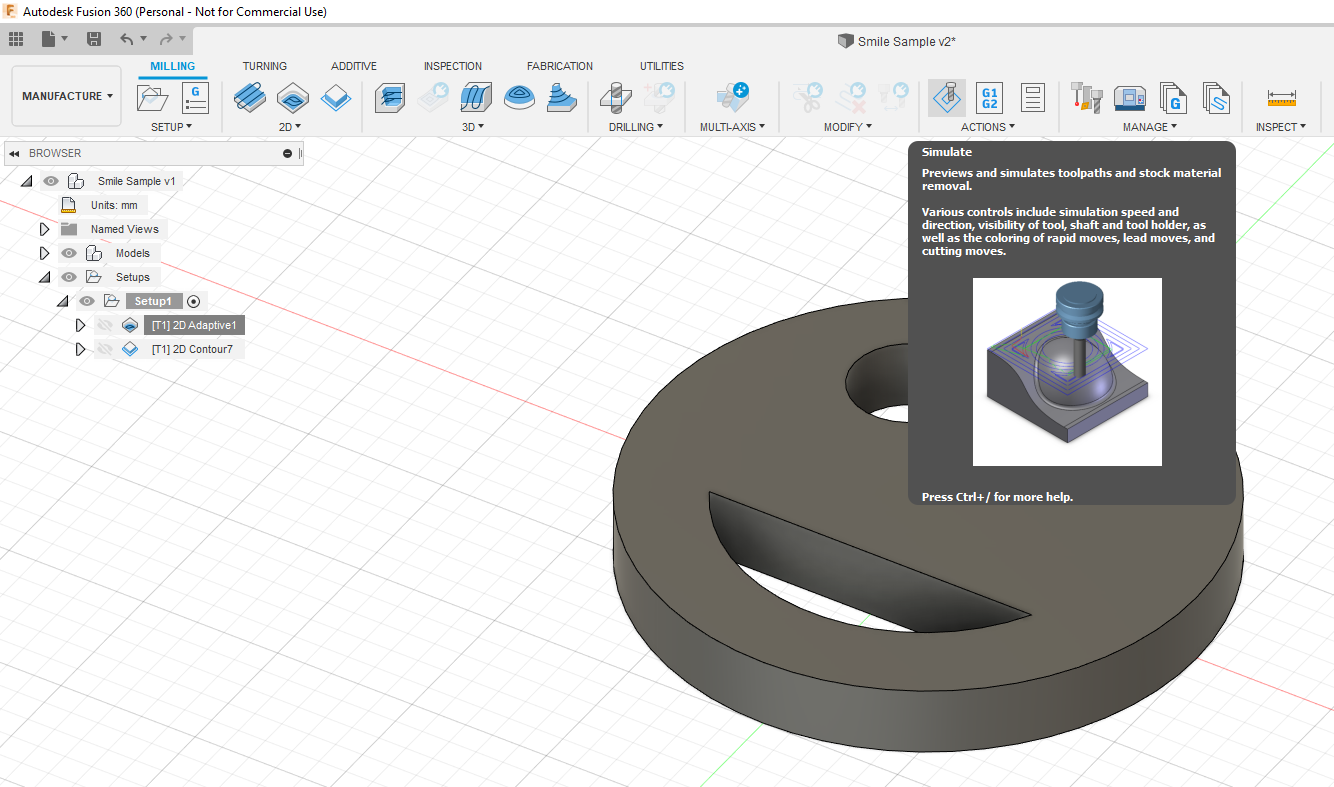 Autodesk Fusion 360 (Personal - Not for Commercial Use)
Smile Sample v2*
MILLING TURNING ADDITIVE INSPECTION FABRICATION UTILITIES
MANUFACTURE
G
G1
G2
G
S
SETUP 2D 3D DRILLING MULTI-AXIS MODIFY ACTIONS MANAGE INSPECT
BROWSER
Smile Sample v1
Units: mm
Named Views
Models
Setups
Setup1
[T1] 2D Adaptive1
[T1] 2D Contour7
Simulate
Previews and simulates toolpaths and stock material
removal.
Various controls include simulation speed and
direction, visibility of tool, shaft and tool holder, as
well as the coloring of rapid moves, lead moves, and
cutting moves.
Press Ctrl+/ for more help.